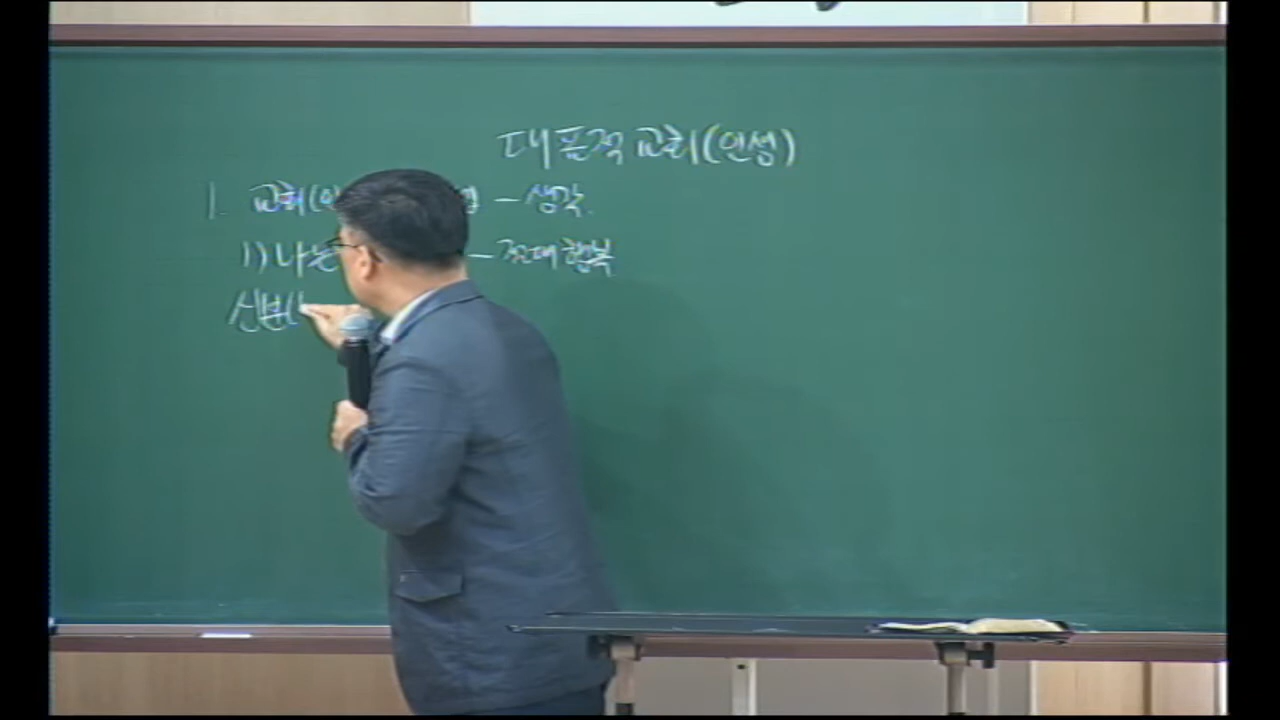 대표적 교회(인생)
1. 교회(인 — 생각.
1) 나는 — 절대행복
신분(